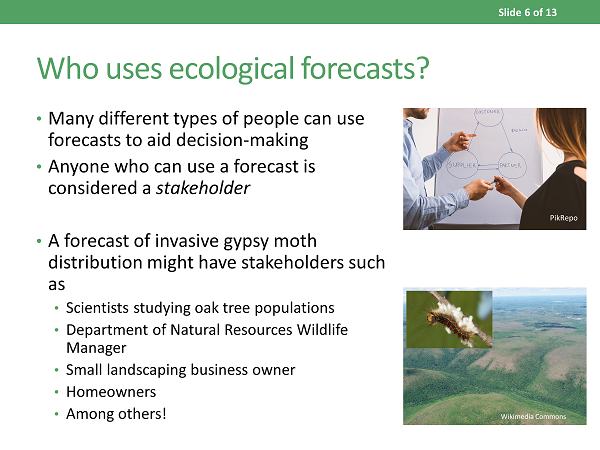 Slide 6 of 13
Who uses ecological forecasts?
• Many different types of people can use
forecasts to aid decision-making
• Anyone who can use a forecast is
considered a stakeholder
• A forecast of invasive gypsy moth
distribution might have stakeholders such
as
• Scientists studying oak tree populations
• Department of Natural Resources Wildlife
Manager
• Small landscaping business owner
• Homeowners
• Among others!
SUPPLIER
PARTNER
PikRepo
Wikimedia Commons